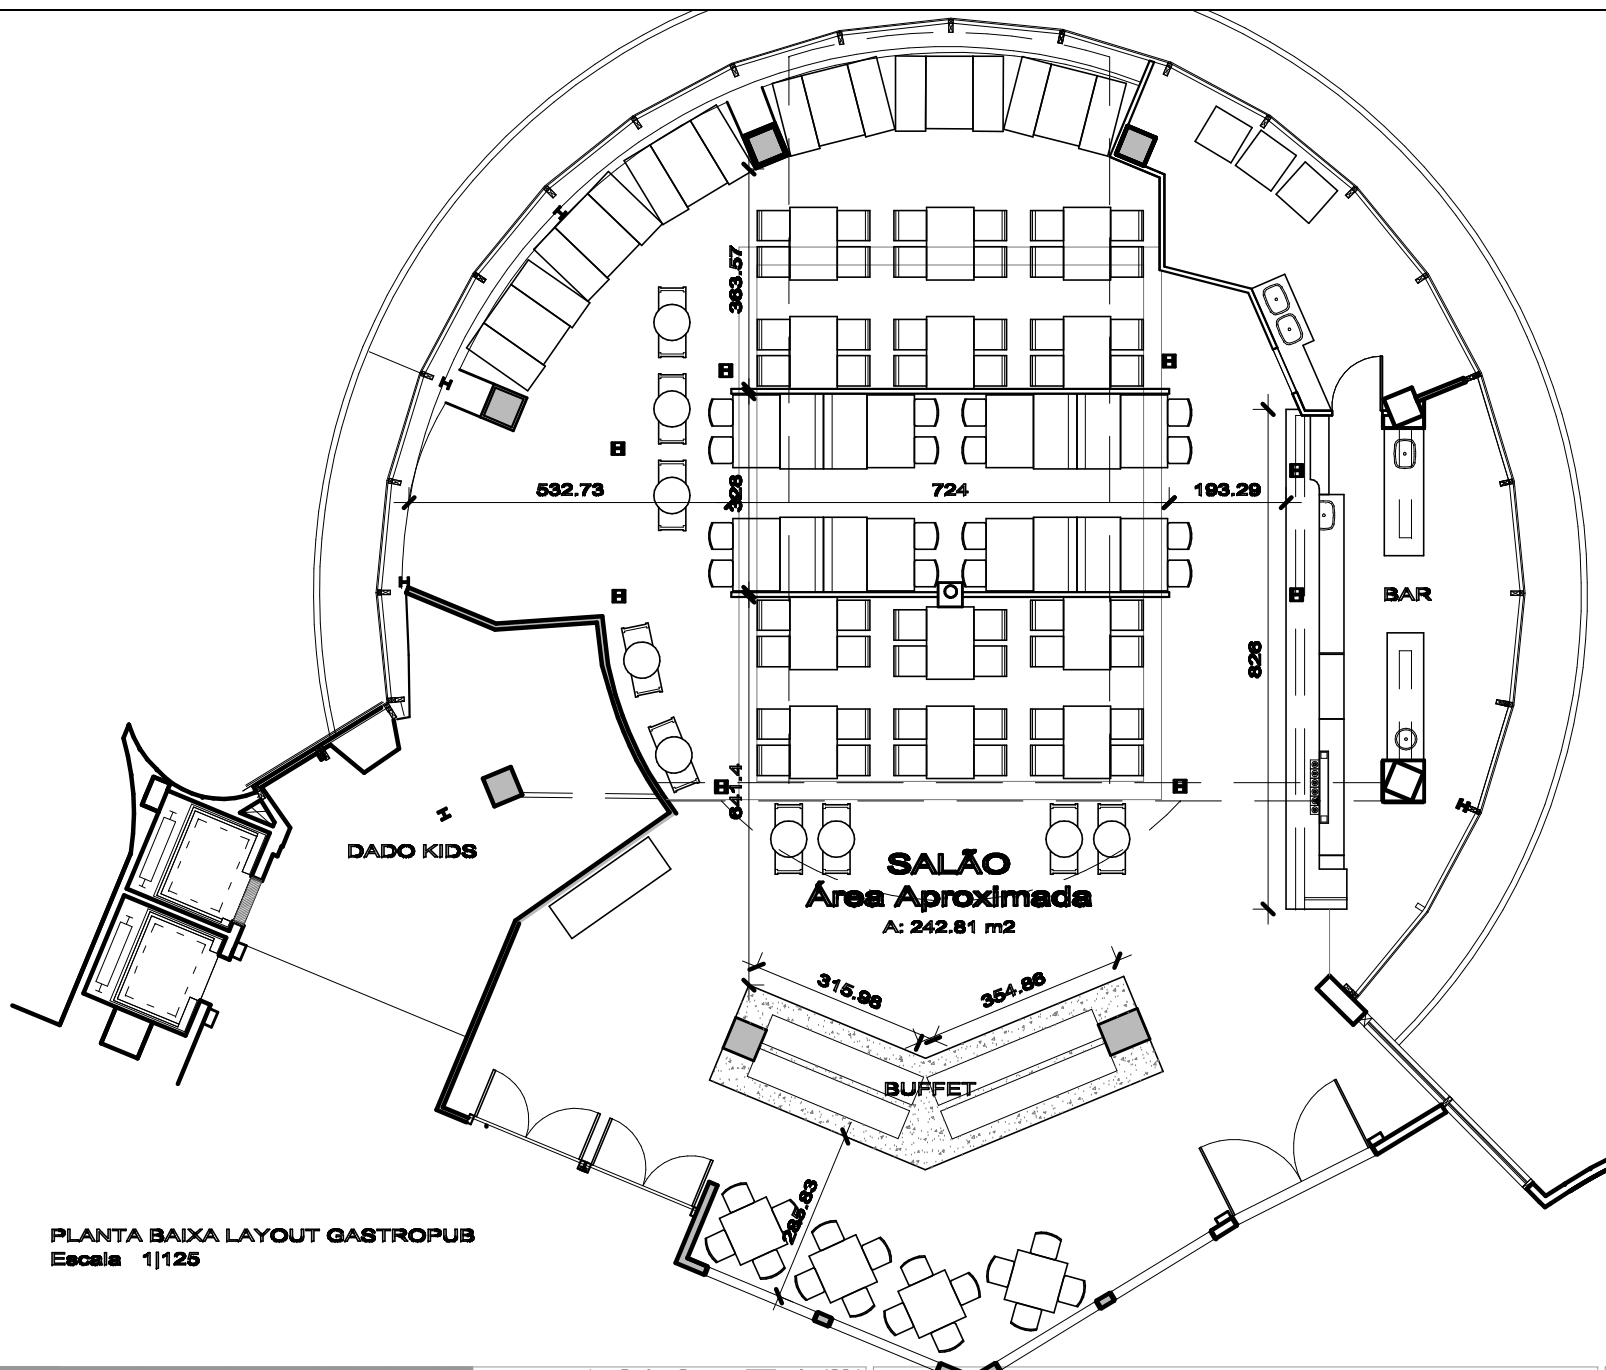 363.57
532.73
328
724
193.29
BAR
826
641.4
DADO KIDS
SALÃO
Área Aproximada
A: 242.81 m2
315.98
354.86
BUFFET
285.83
PLANTA BAIXA LAYOUT GASTROPUB
Escala 1|125